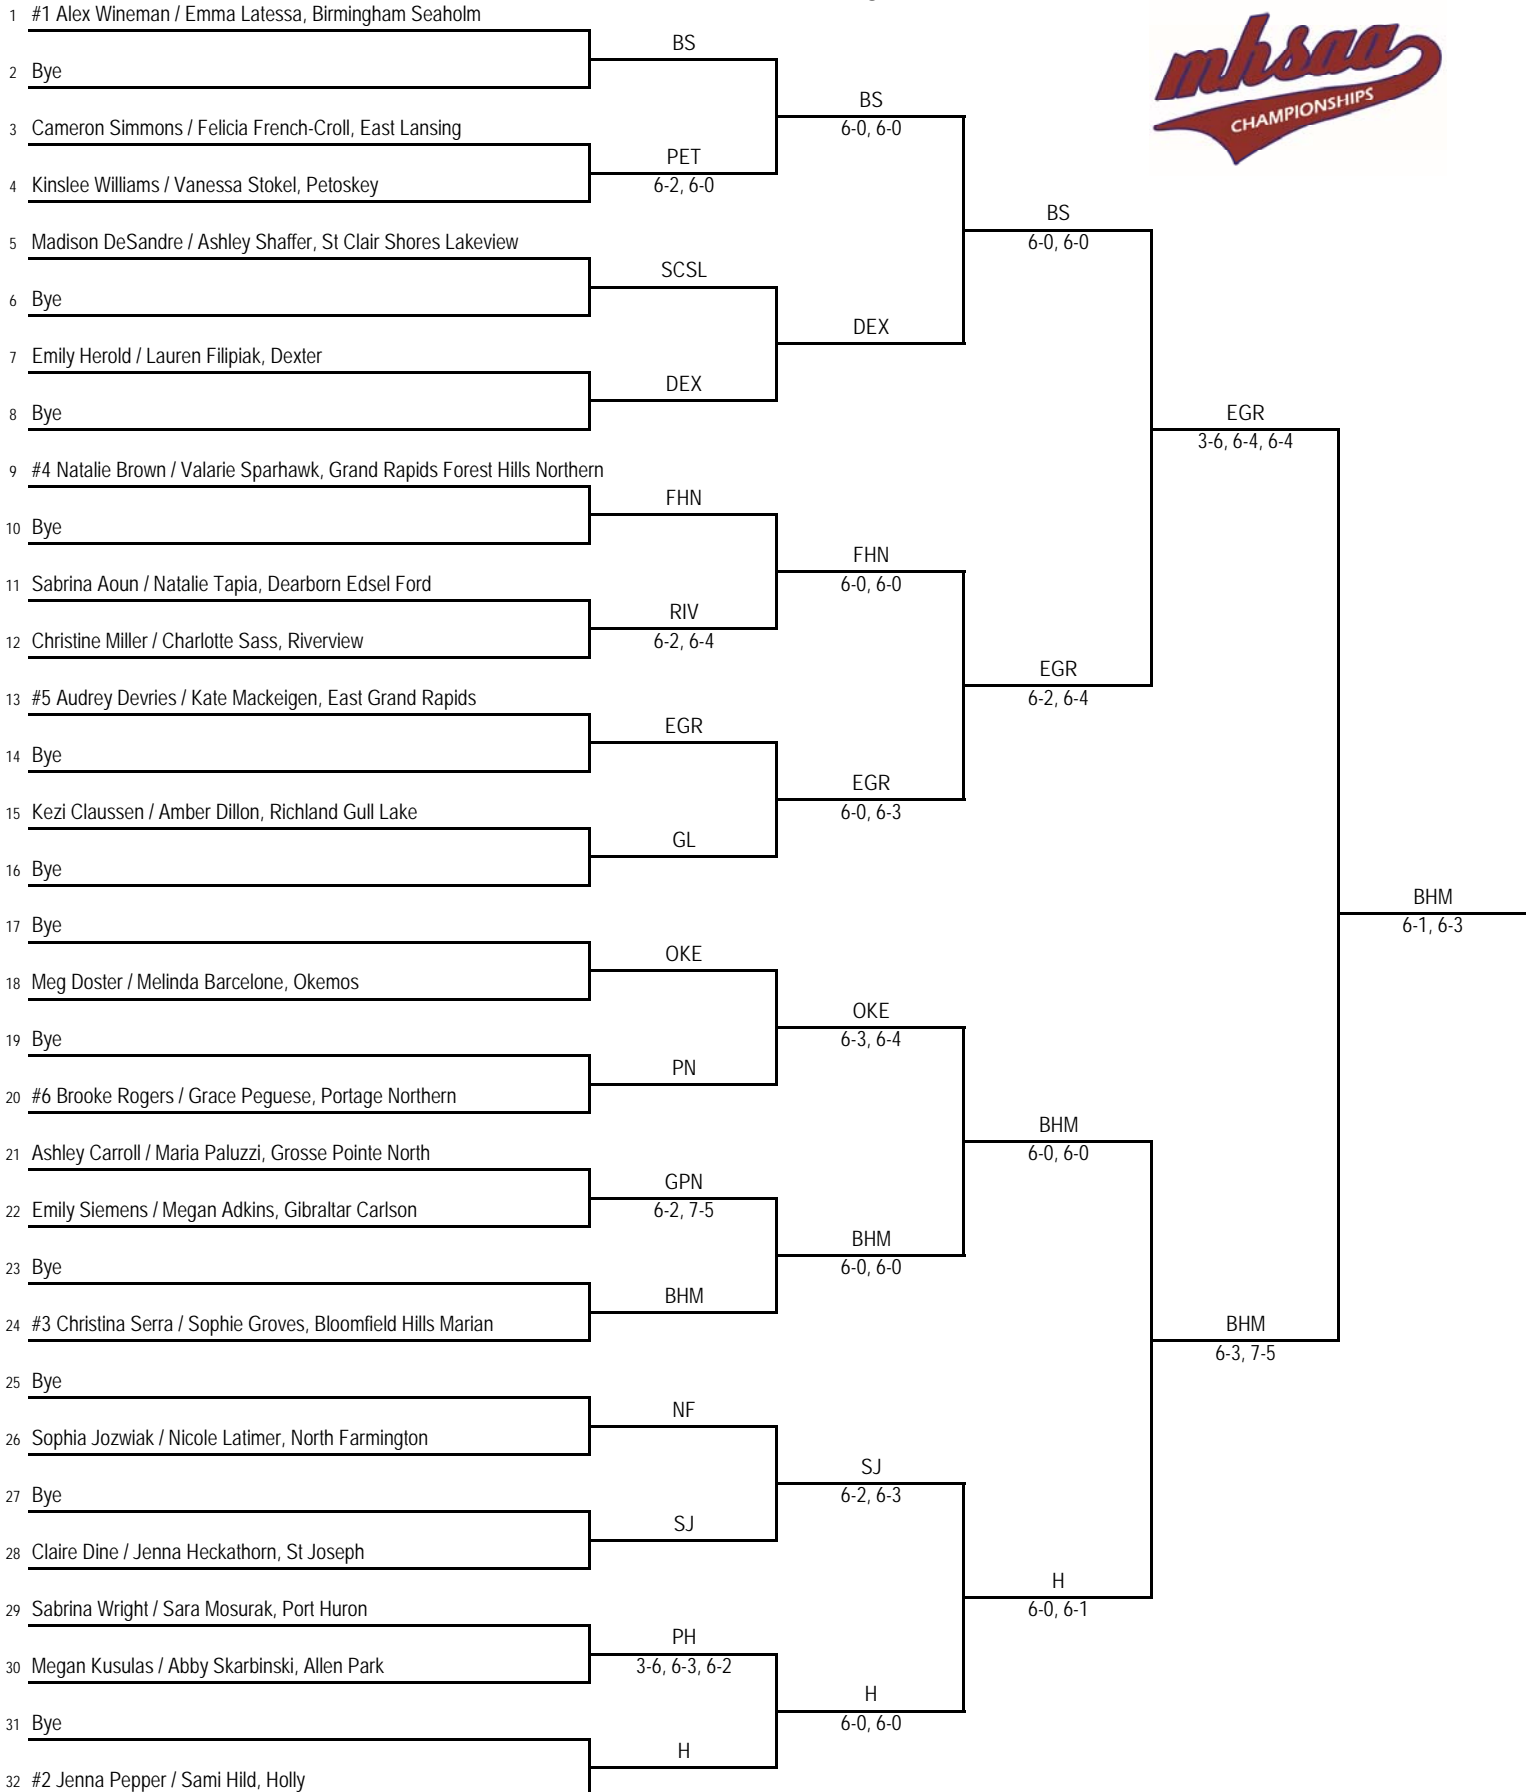 mhsaa
CHAMPIONSHIPS
1 #1 Alex Wineman / Emma Latessa, Birmingham Seaholm
BS
2 Bye
BS
6-0, 6-0
3 Cameron Simmons / Felicia French-Croll, East Lansing
PET
6-2, 6-0
4 Kinslee Williams / Vanessa Stokel, Petoskey
BS
6-0, 6-0
5 Madison DeSandre / Ashley Shaffer, St Clair Shores Lakeview
SCSL
6 Bye
DEX
7 Emily Herold / Lauren Filipiak, Dexter
DEX
8 Bye
EGR
3-6, 6-4, 6-4
9 #4 Natalie Brown / Valarie Sparhawk, Grand Rapids Forest Hills Northern
FHN
10 Bye
FHN
6-0, 6-0
11 Sabrina Aoun / Natalie Tapia, Dearborn Edsel Ford
RIV
6-2, 6-4
12 Christine Miller / Charlotte Sass, Riverview
EGR
6-2, 6-4
13 #5 Audrey Devries / Kate Mackeigen, East Grand Rapids
EGR
14 Bye
EGR
6-0, 6-3
15 Kezi Claussen / Amber Dillon, Richland Gull Lake
GL
16 Bye
BHM
6-1, 6-3
17 Bye
OKE
18 Meg Doster / Melinda Barcelone, Okemos
OKE
6-3, 6-4
19 Bye
PN
20 #6 Brooke Rogers / Grace Peguese, Portage Northern
BHM
6-0, 6-0
21 Ashley Carroll / Maria Paluzzi, Grosse Pointe North
GPN
6-2, 7-5
22 Emily Siemens / Megan Adkins, Gibraltar Carlson
BHM
6-0, 6-0
23 Bye
BHM
24 #3 Christina Serra / Sophie Groves, Bloomfield Hills Marian
BHM
6-3, 7-5
25 Bye
NF
26 Sophia Jozwiak / Nicole Latimer, North Farmington
SJ
6-2, 6-3
27 Bye
SJ
28 Claire Dine / Jenna Heckathorn, St Joseph
H
6-0, 6-1
29 Sabrina Wright / Sara Mosurak, Port Huron
PH
3-6, 6-3, 6-2
30 Megan Kusulas / Abby Skarbinski, Allen Park
H
6-0, 6-0
31 Bye
H
32 #2 Jenna Pepper / Sami Hild, Holly